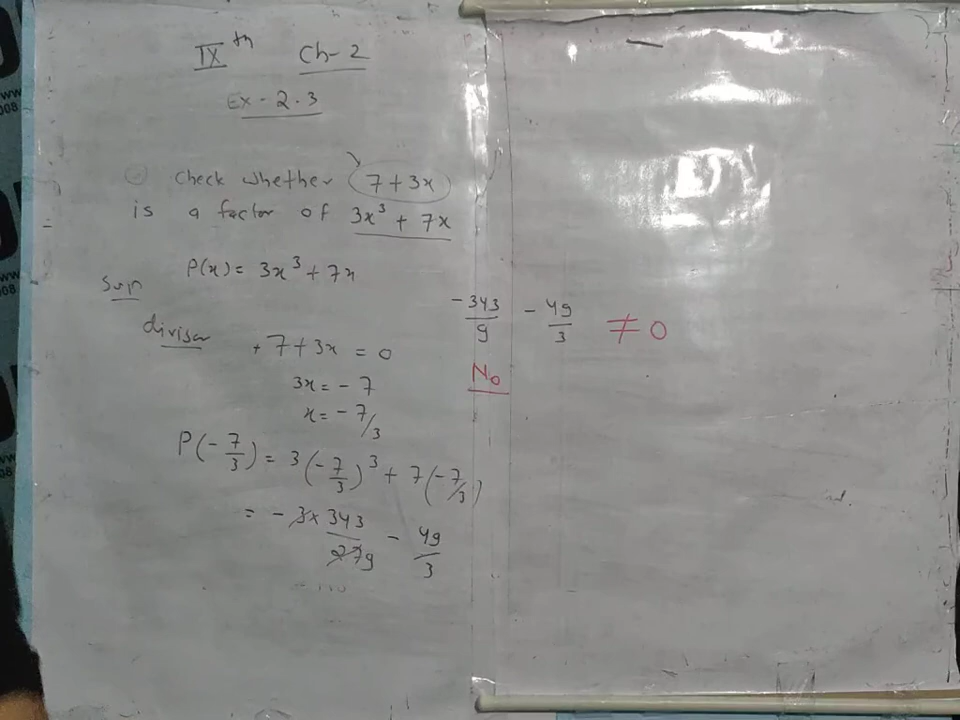 IXth Ch-2
Ex-2.3
Check whether 7+3x
is a factor of 3x³ + 7x
P(x) = 3x³ + 7x
Soln
divisor
7+3x = 0
3x = -7
x = -7/3
P(-7/3) = 3(-7/3)³ + 7(-7/3)
= - 3 x 343/27 9 - 49/3
-343/9 - 49/3 ≠ 0
No